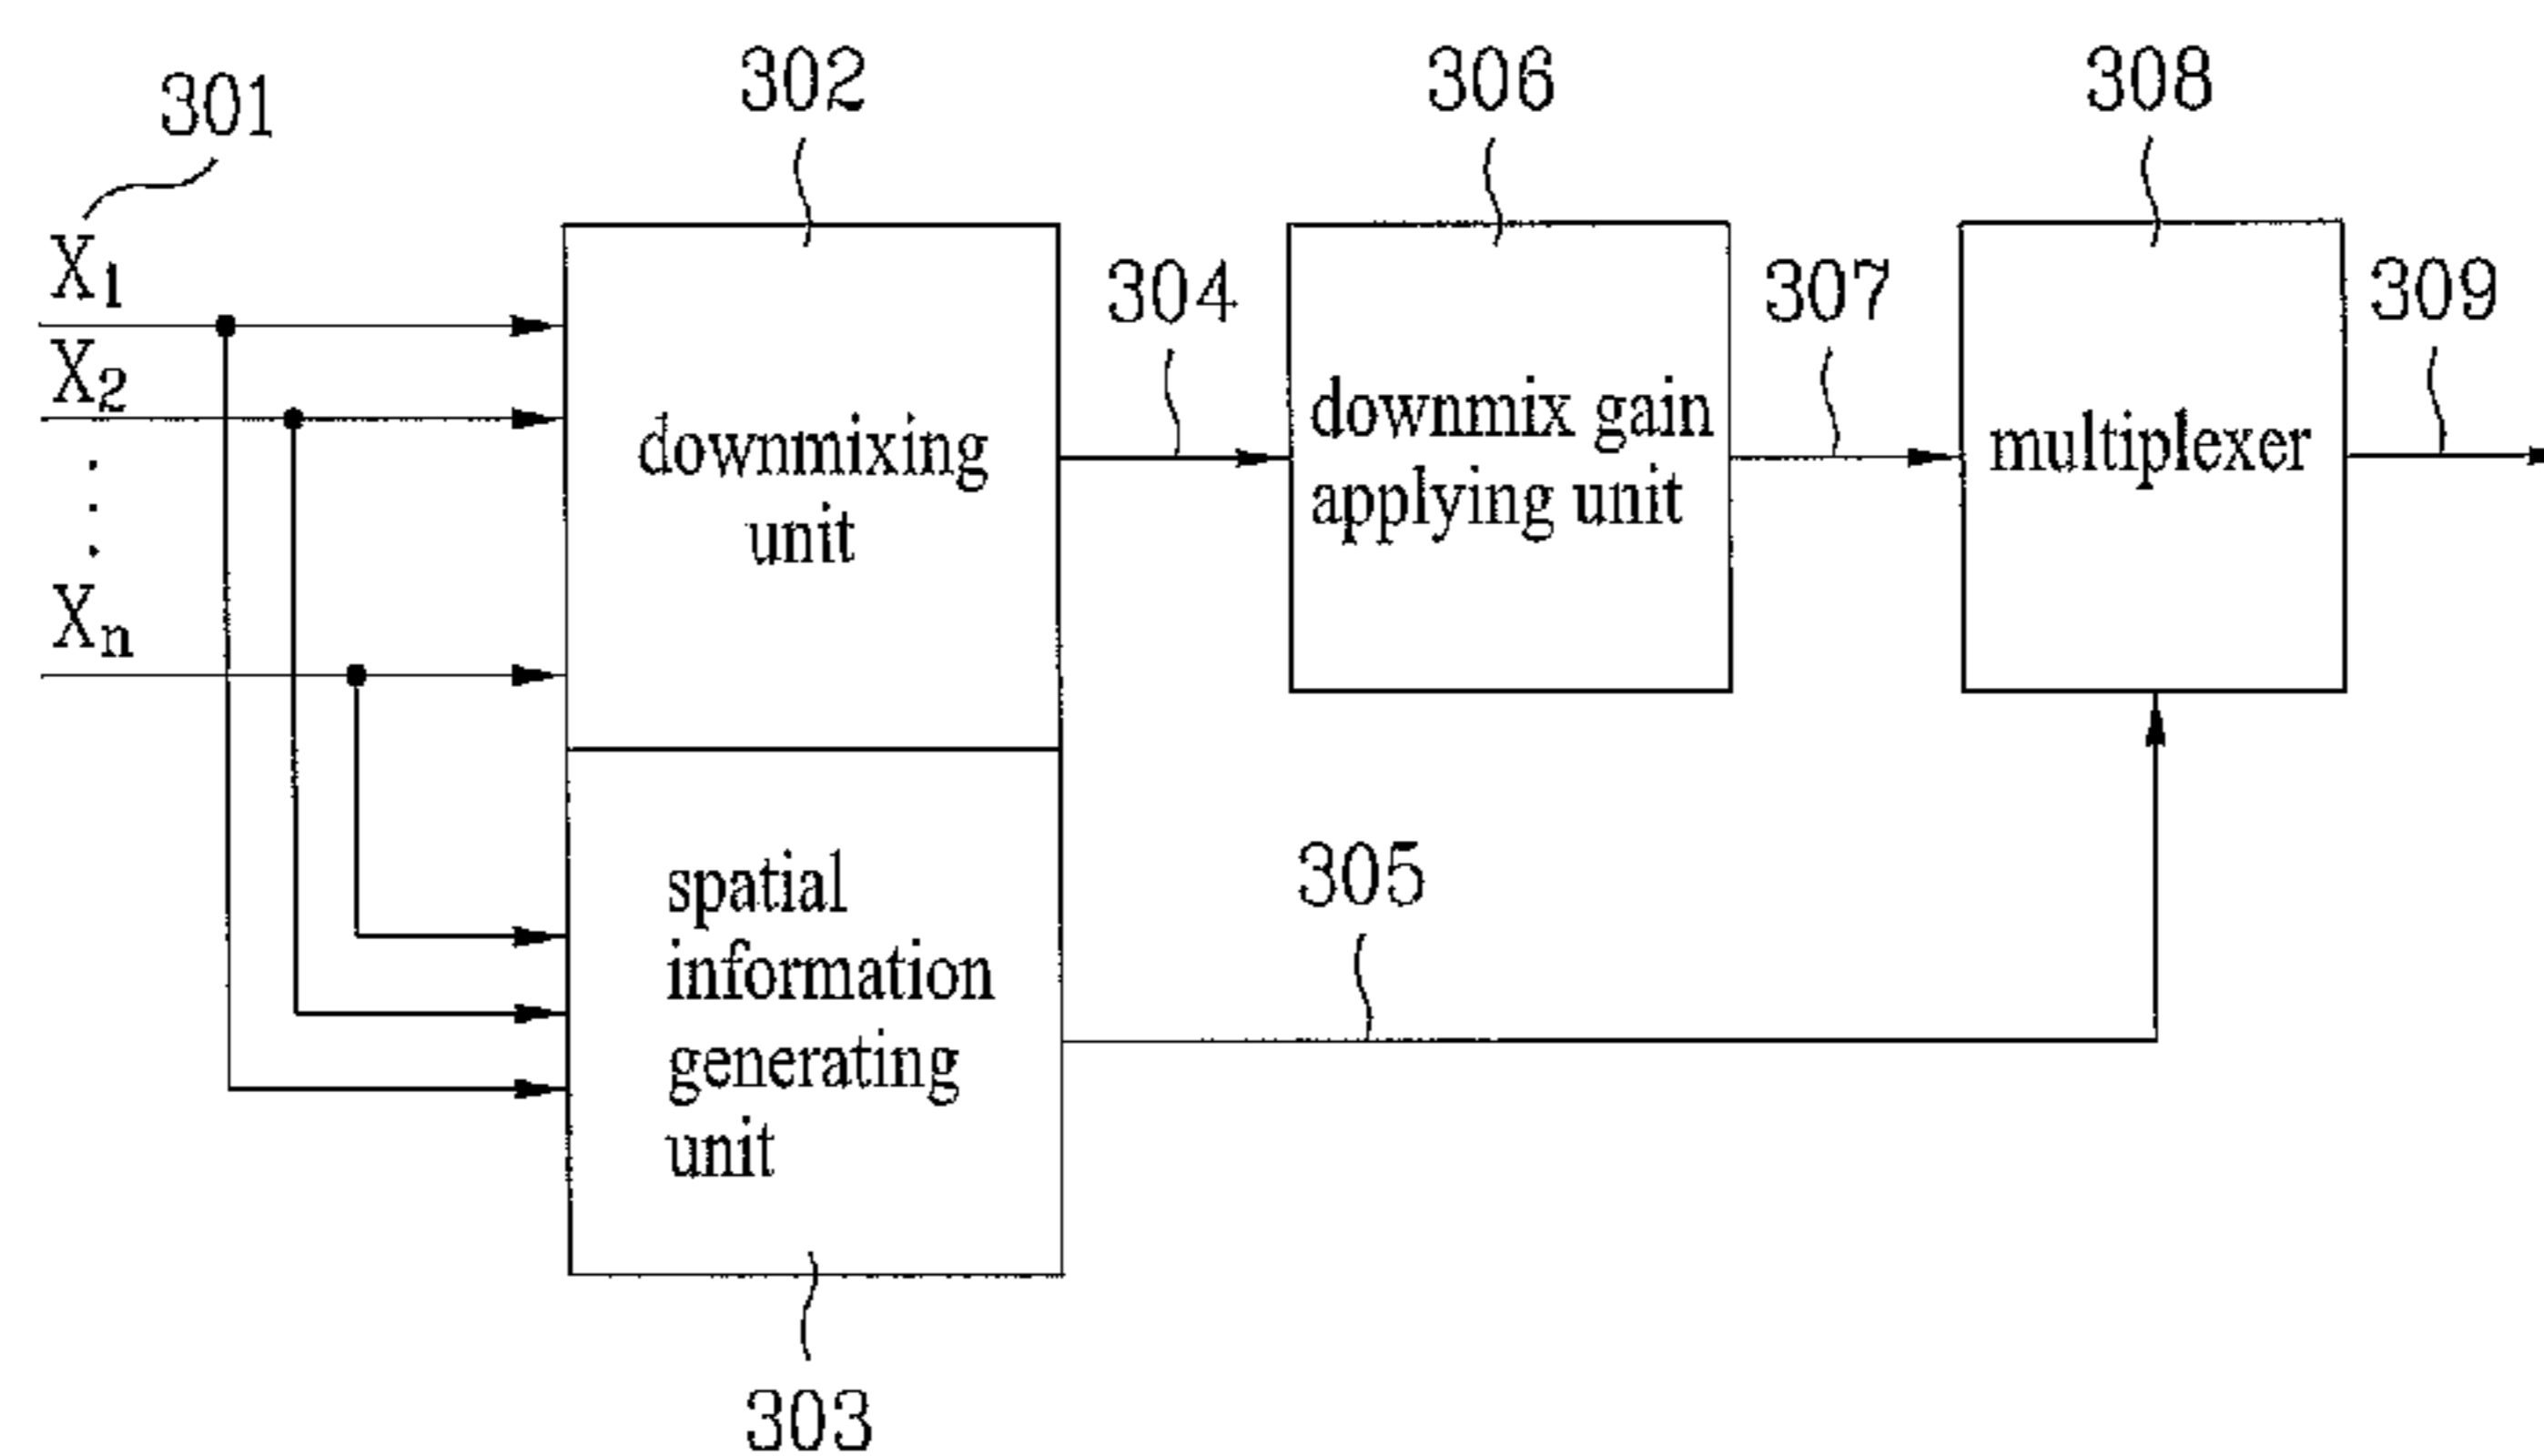 301
302
306
308
X1
304
307
309
X2
downmixing
unit
downmix gain
applying unit
multiplexer
Xn
spatial
information
generating
unit
305
303